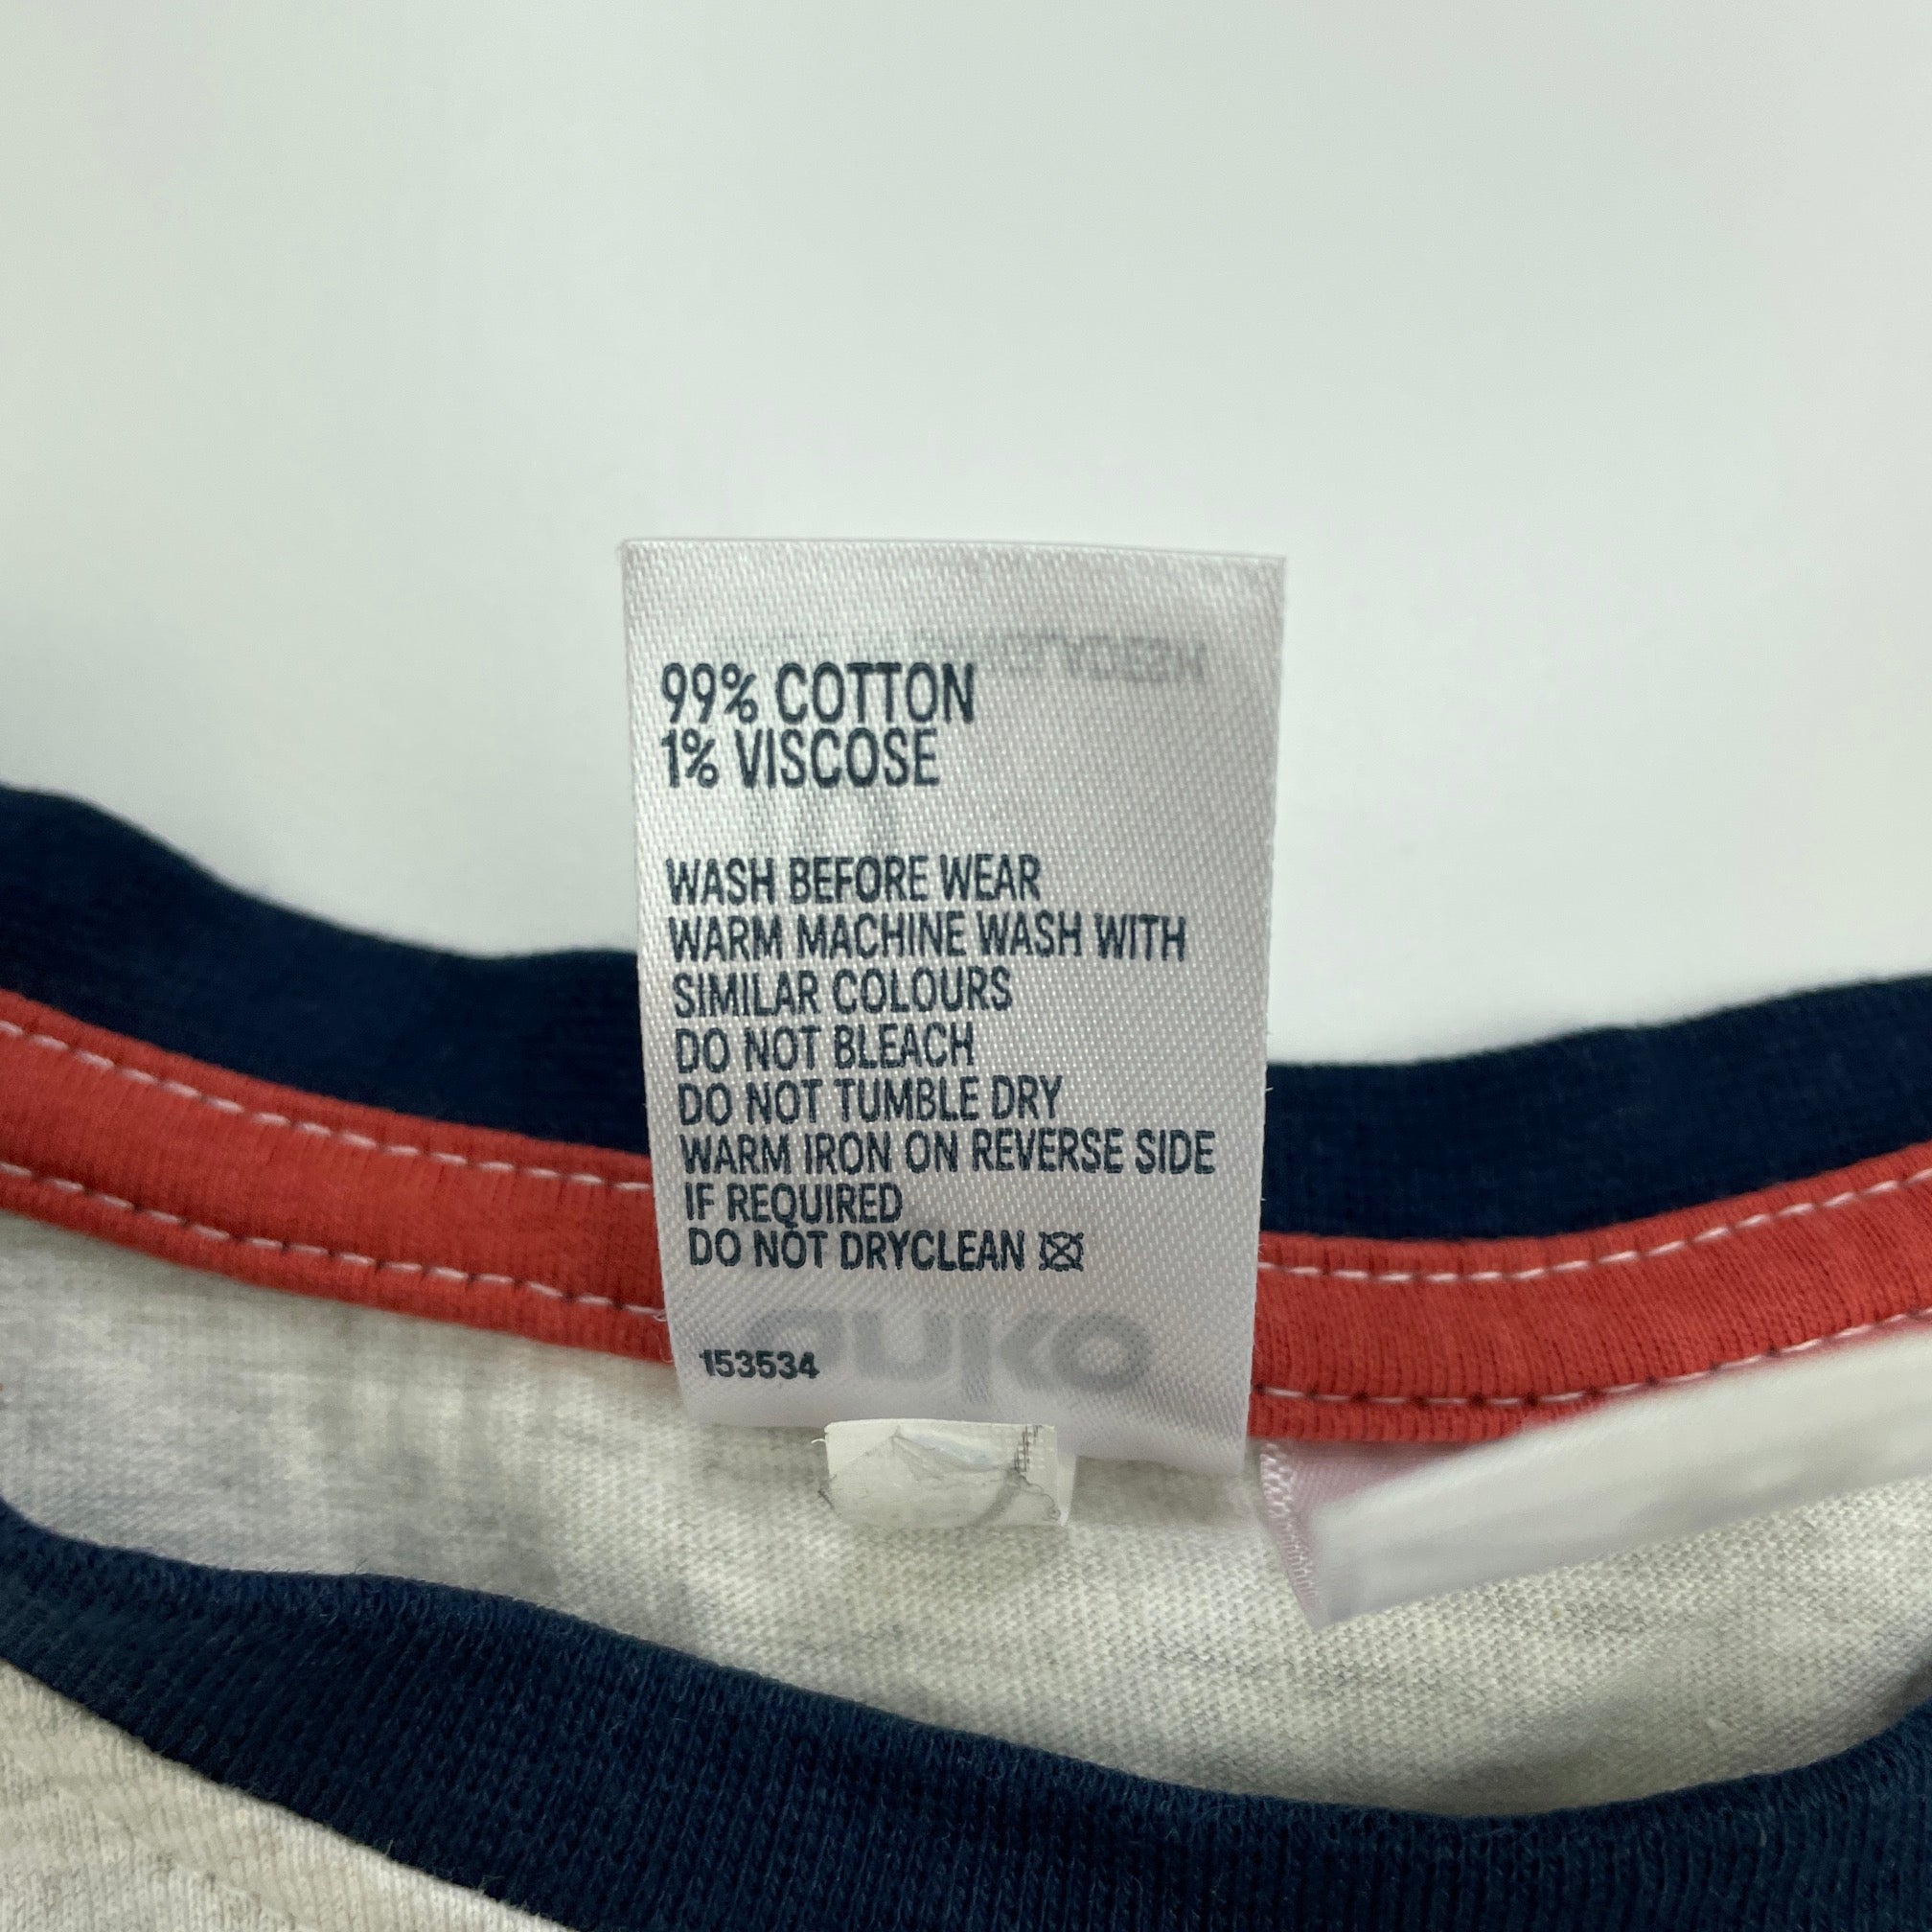 99% COTTON
1% VISCOSE
WASH BEFORE WEAR
WARM MACHINE WASH WITH
SIMILAR COLOURS
DO NOT BLEACH
DO NOT TUMBLE DRY
WARM IRON ON REVERSE SIDE
IF REQUIRED
DO NOT DRYCLEAN
anko
153534